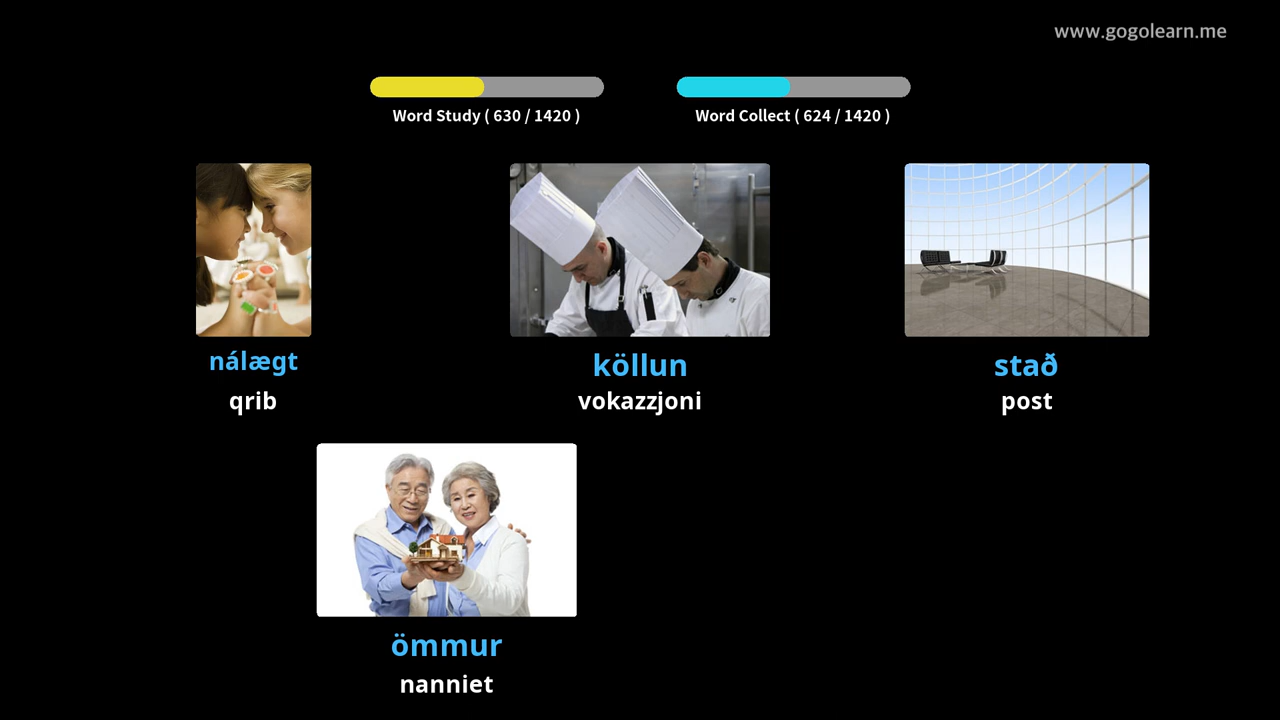 www.gogolearn.me
Word Study ( 630 / 1420 )
Word Collect ( 624 / 1420 )
nálægt
qrib
köllun
vokazzjoni
stað
post
ömmur
nanniet